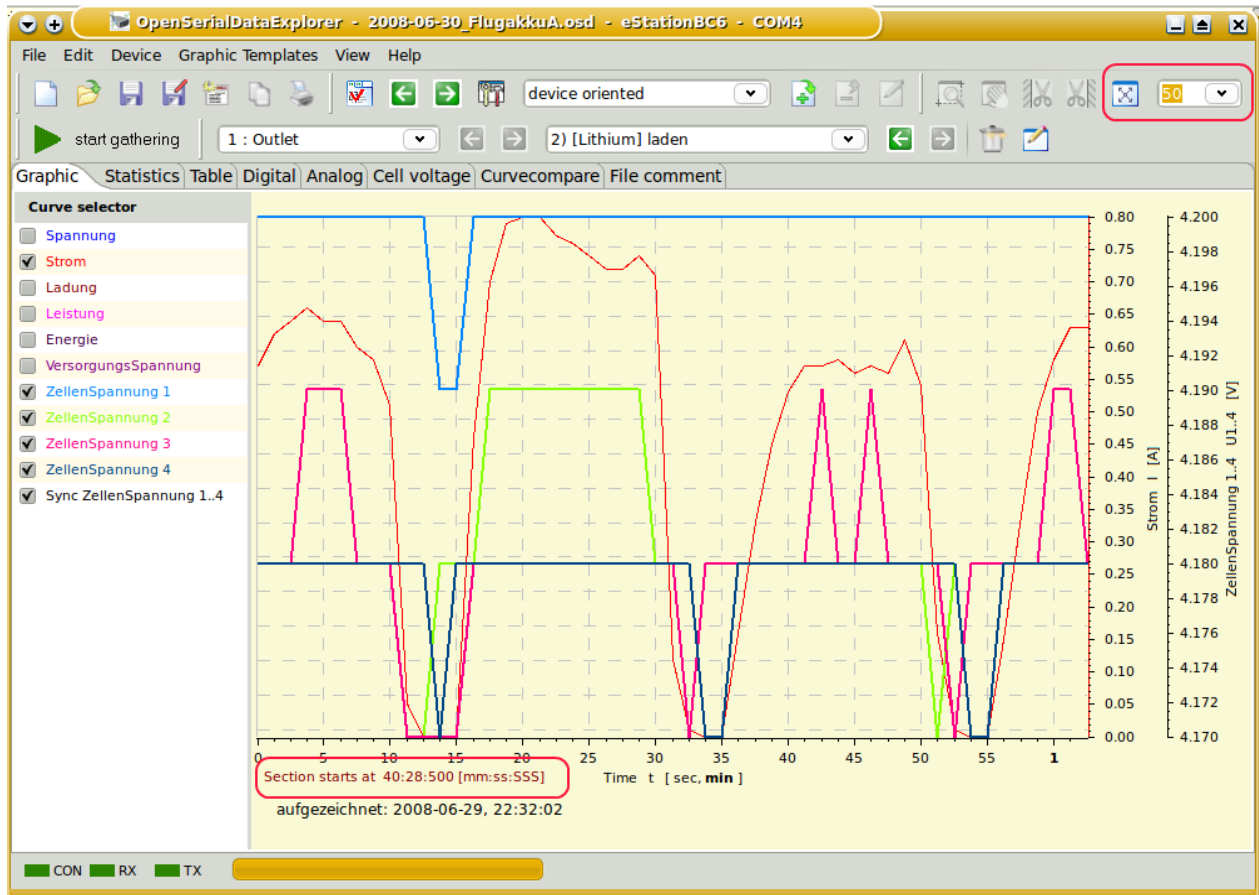 OpenSerialDataExplorer - 2008-06-30_FlugakkuA.osd - eStationBC6 - COM4
File Edit Device Graphic Templates View Help
device oriented 50
start gathering 1 : Outlet 2) [Lithium] laden
Graphic Statistics Table Digital Analog Cell voltage Curvecompare File comment
Curve selector
Spannung
Strom
Ladung
Leistung
Energie
VersorgungsSpannung
ZellenSpannung 1
ZellenSpannung 2
ZellenSpannung 3
ZellenSpannung 4
Sync ZellenSpannung 1..4
0.80
0.75
0.70
0.65
0.60
0.55
0.50
0.45
0.40
0.35
0.30
0.25
0.20
0.15
0.10
0.05
0.00
Strom I [A]
4.200
4.198
4.196
4.194
4.192
4.190
4.188
4.186
4.184
4.182
4.180
4.178
4.176
4.174
4.172
4.170
ZellenSpannung 1..4 U1..4 [V]
0 5 10 15 20 25 30 35 40 45 50 55 1
Section starts at 40:28:500 [mm:ss:SSS] Time t [ sec, min ]
aufgezeichnet: 2008-06-29, 22:32:02
CON RX TX